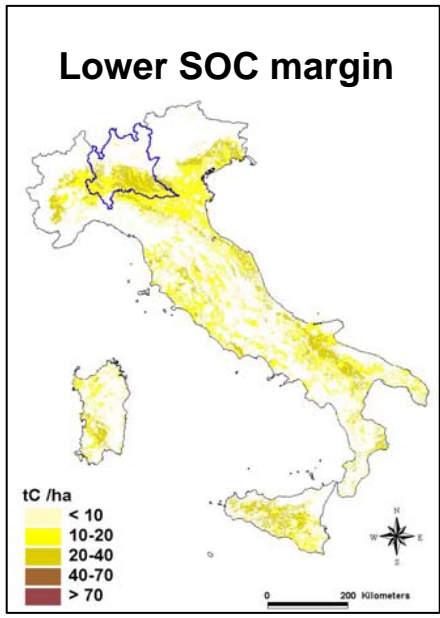 Lower SOC margin
tC /ha
< 10
10-20
20-40
40-70
> 70
N
W E
S
0 200 Kilometers